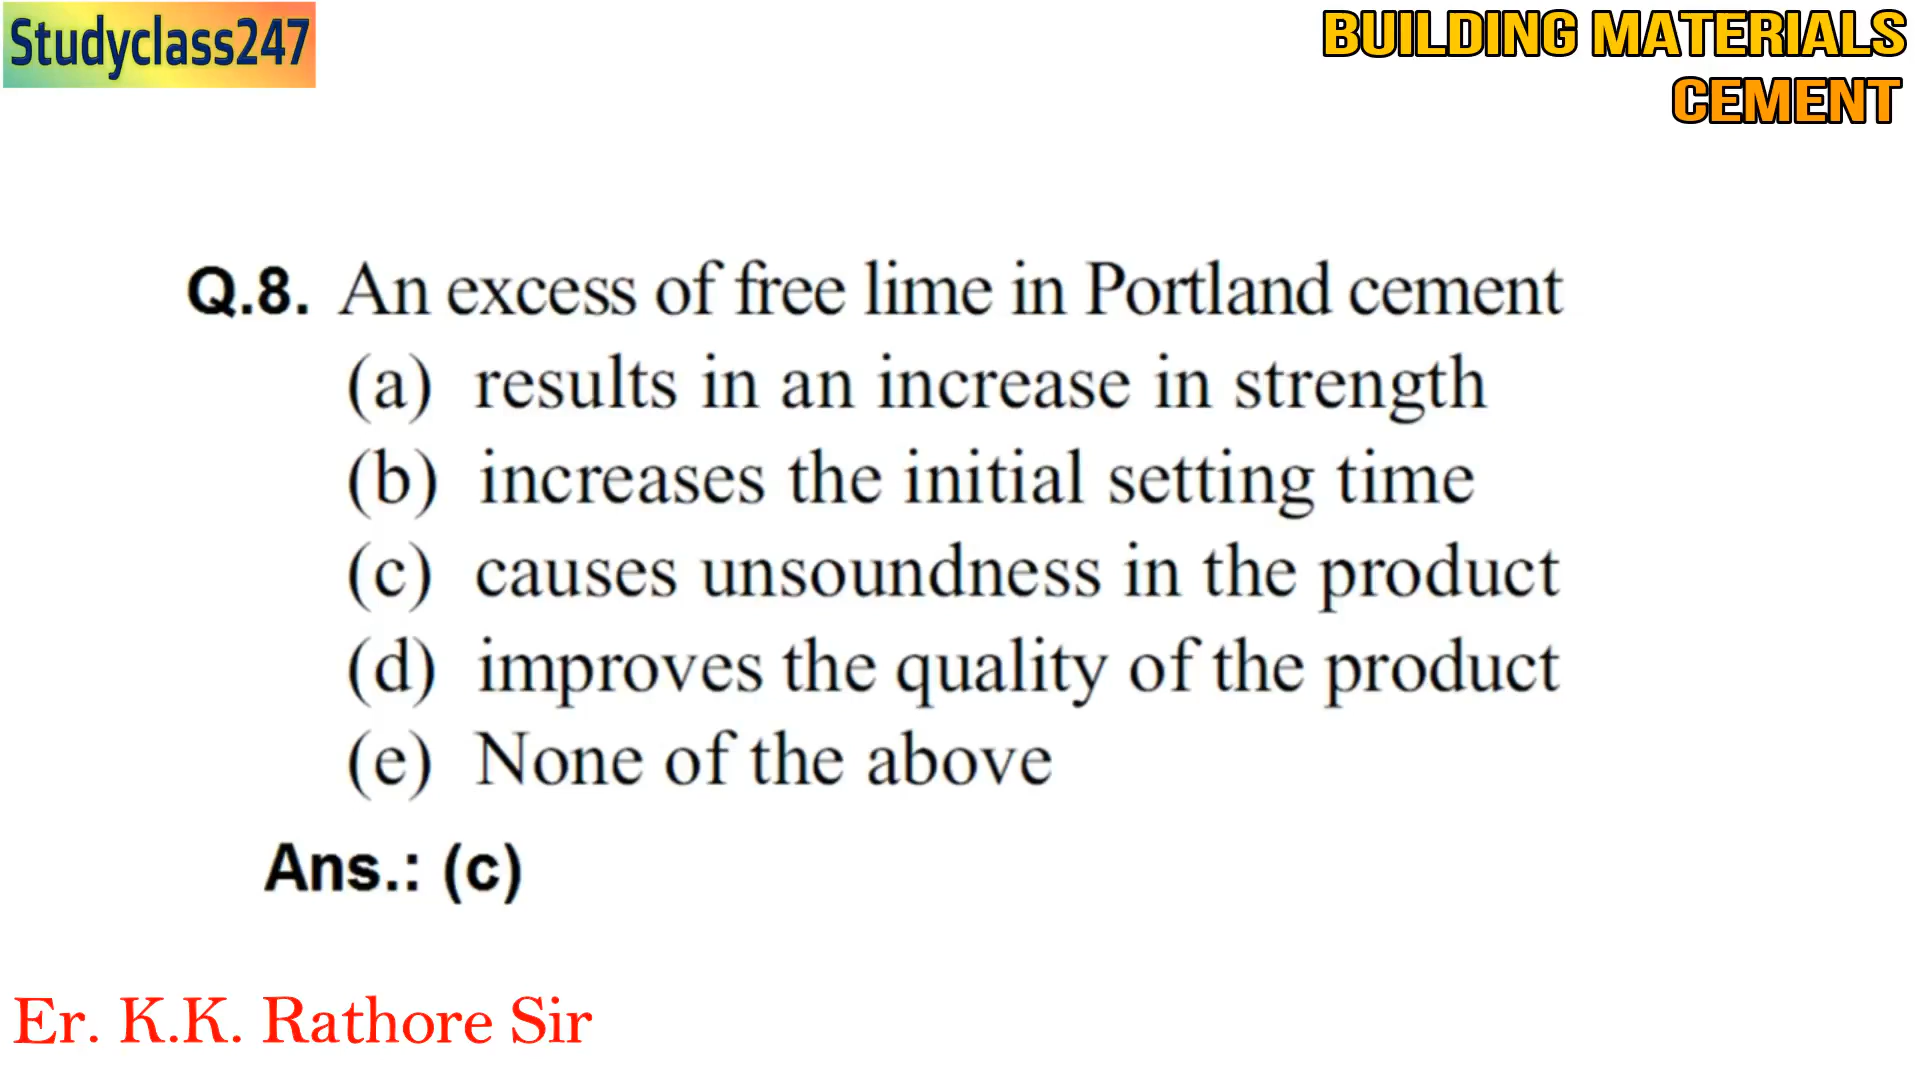 Studyclass247
BUILDING MATERIALS
CEMENT
Q.8. An excess of free lime in Portland cement
(a) results in an increase in strength
(b) increases the initial setting time
(c) causes unsoundness in the product
(d) improves the quality of the product
(e) None of the above
Ans.: (c)
Er. K.K. Rathore Sir